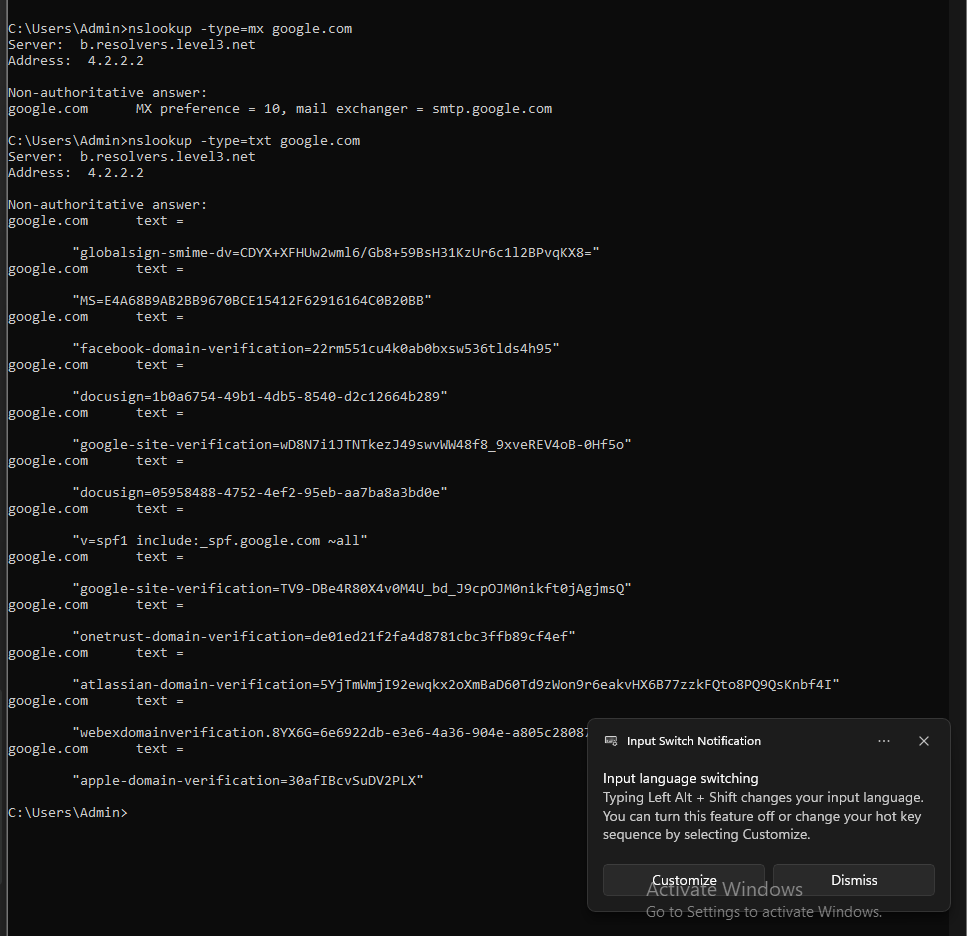 C:\Users\Admin>nslookup -type=mx google.com
Server:  b.resolvers.level3.net
Address:  4.2.2.2
Non-authoritative answer:
google.com      MX preference = 10, mail exchanger = smtp.google.com
C:\Users\Admin>nslookup -type=txt google.com
Server:  b.resolvers.level3.net
Address:  4.2.2.2
Non-authoritative answer:
google.com      text =
"globalsign-smime-dv=CDYX+XFHUw2wml6/Gb8+59BsH31KzUr6c1l2BPvqKX8="
google.com      text =
"MS=E4A68B9AB2BB9670BCE15412F62916164C0B20BB"
google.com      text =
"facebook-domain-verification=22rm551cu4k0ab0bxsw536tlds4h95"
google.com      text =
"docusign=1b0a6754-49b1-4db5-8540-d2c12664b289"
google.com      text =
"google-site-verification=wD8N7i1JTNTkezJ49swvWW48f8_9xveREV4oB-0Hf5o"
google.com      text =
"docusign=05958488-4752-4ef2-95eb-aa7ba8a3bd0e"
google.com      text =
"v=spf1 include:_spf.google.com ~all"
google.com      text =
"google-site-verification=TV9-DBe4R80X4v0M4U_bd_J9cpOJM0nikft0jAgjmsQ"
google.com      text =
"onetrust-domain-verification=de01ed21f2fa4d8781cbc3ffb89cf4ef"
google.com      text =
"atlassian-domain-verification=5YjTmWmjI92ewqkx2oXmBaD60Td9zWon9r6eakvHX6B77zzkFQto8PQ9QsKnbf4I"
google.com      text =
"webexdomainverification.8YX6G=6e6922db-e3e6-4a36-904e-a805c28087
google.com      text =
"apple-domain-verification=30afIBcvSuDV2PLX"
C:\Users\Admin>
Input Switch Notification
Input language switching
Typing Left Alt + Shift changes your input language.
You can turn this feature off or change your hot key
sequence by selecting Customize.
Customize Dismiss
Activate Windows
Go to Settings to activate Windows.